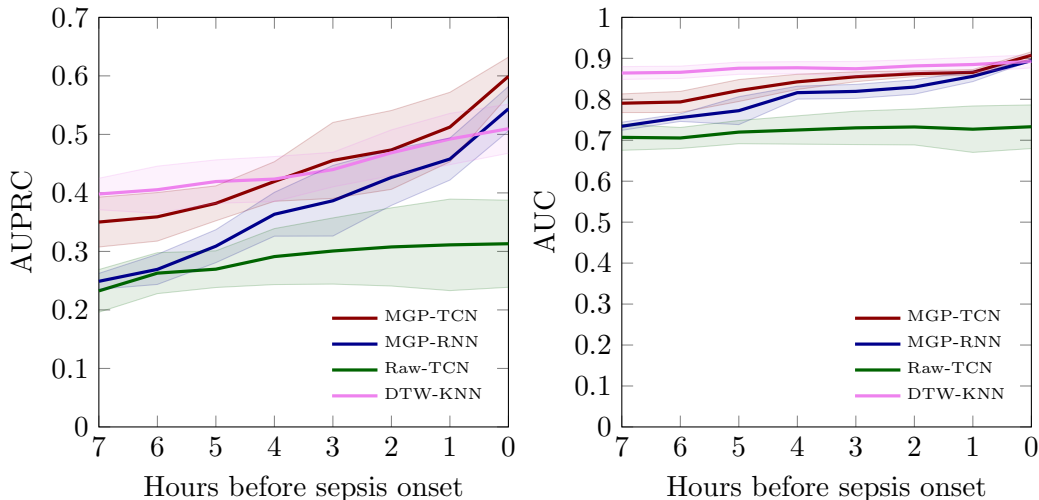 0.7
0.6
0.5
0.4
0.3
0.2
0.1
0
AUPRC
7 6 5 4 3 2 1 0
Hours before sepsis onset
MGP-TCN
MGP-RNN
Raw-TCN
DTW-KNN
1
0.9
0.8
0.7
0.6
0.5
0.4
0.3
0.2
0.1
0
AUC
7 6 5 4 3 2 1 0
Hours before sepsis onset
MGP-TCN
MGP-RNN
Raw-TCN
DTW-KNN